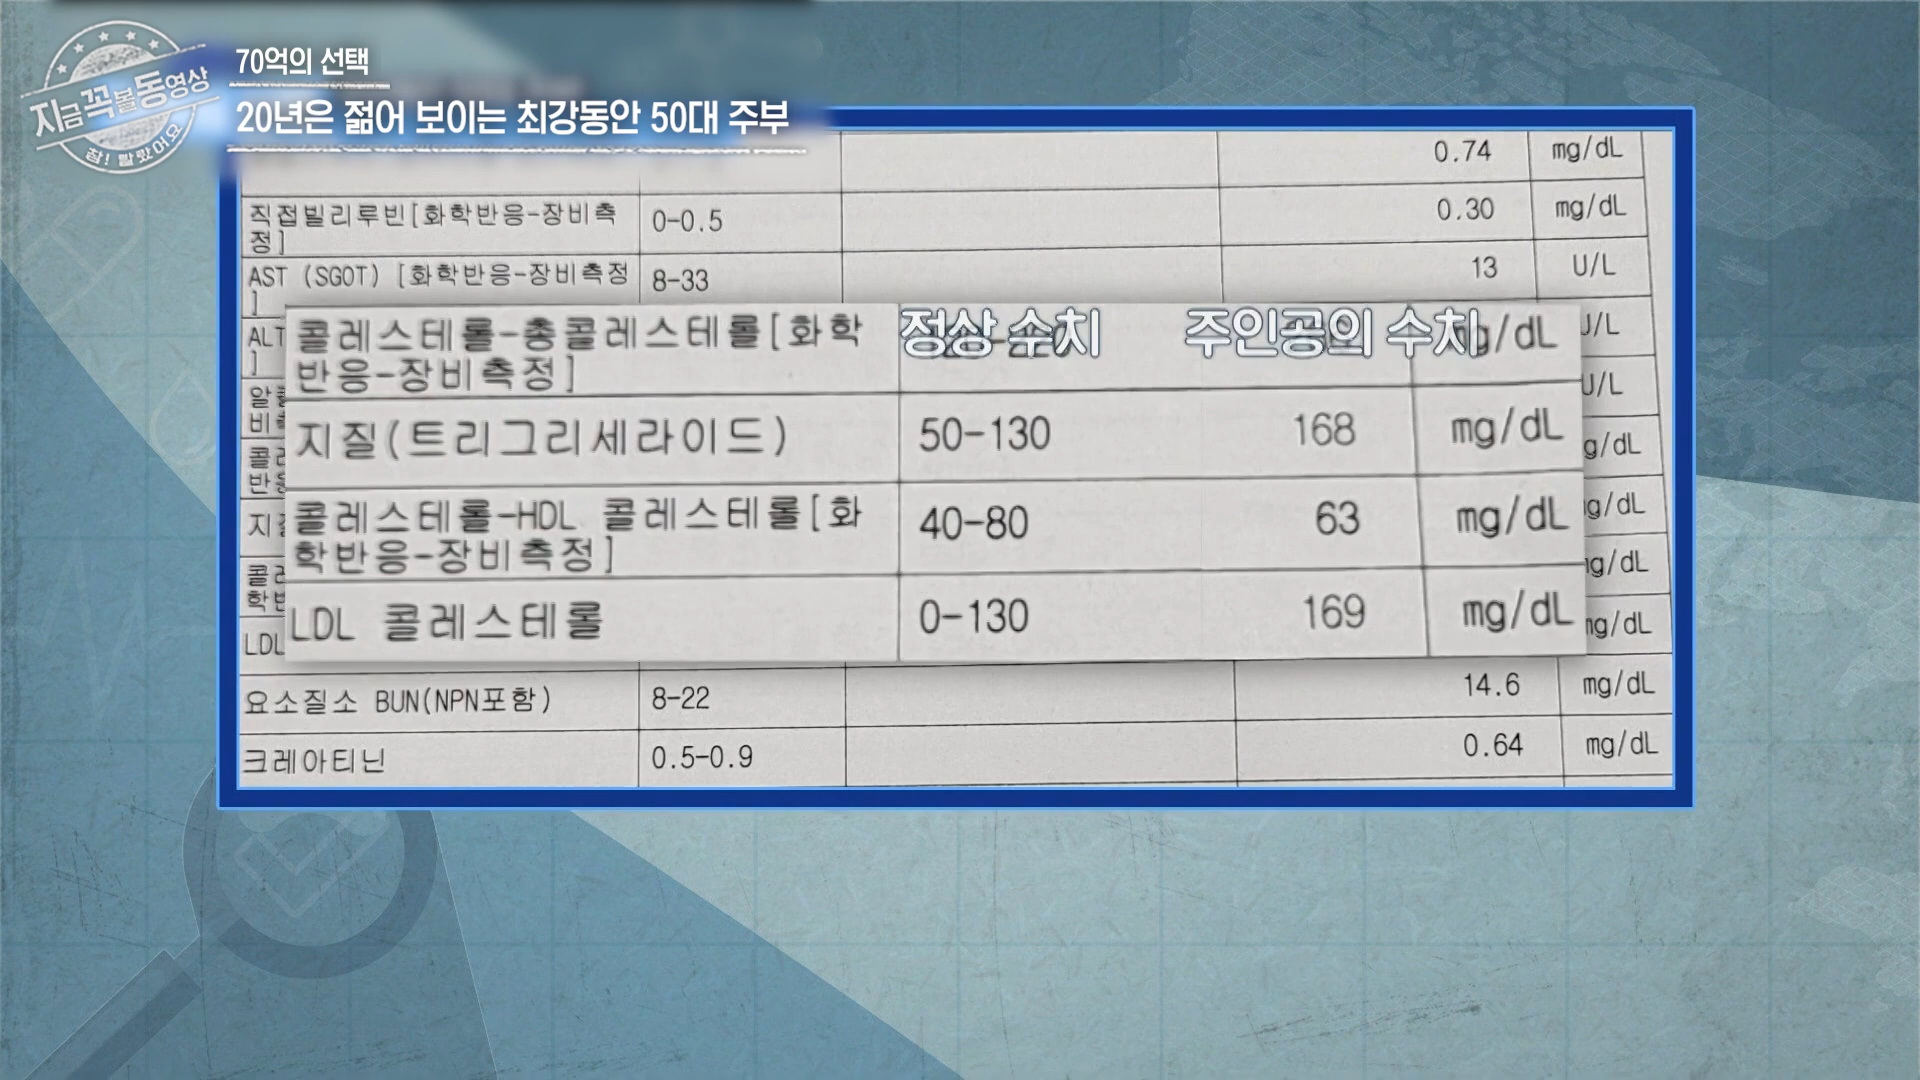 지금 꼭 볼 동영상
참! 빨랐어요
70억의 선택
20년은 젊어 보이는 최강동안 50대 주부
0.74 mg/dL
직접빌리루빈[화학반응-장비측
정] 0-0.5 0.30 mg/dL
AST (SGOT) [화학반응-장비측정
] 8-33 13 U/L
ALT
]
U/L
정상 수치 주인공의 수치
콜레스테롤-총콜레스테롤[화학
반응-장비측정] mg/dL
지질(트리그리세라이드) 50-130 168 mg/dL
콜레스테롤-HDL 콜레스테롤[화
학반응-장비측정] 40-80 63 mg/dL
LDL 콜레스테롤 0-130 169 mg/dL
LDL
요소질소 BUN(NPN포함) 8-22 14.6 mg/dL
크레아티닌 0.5-0.9 0.64 mg/dL